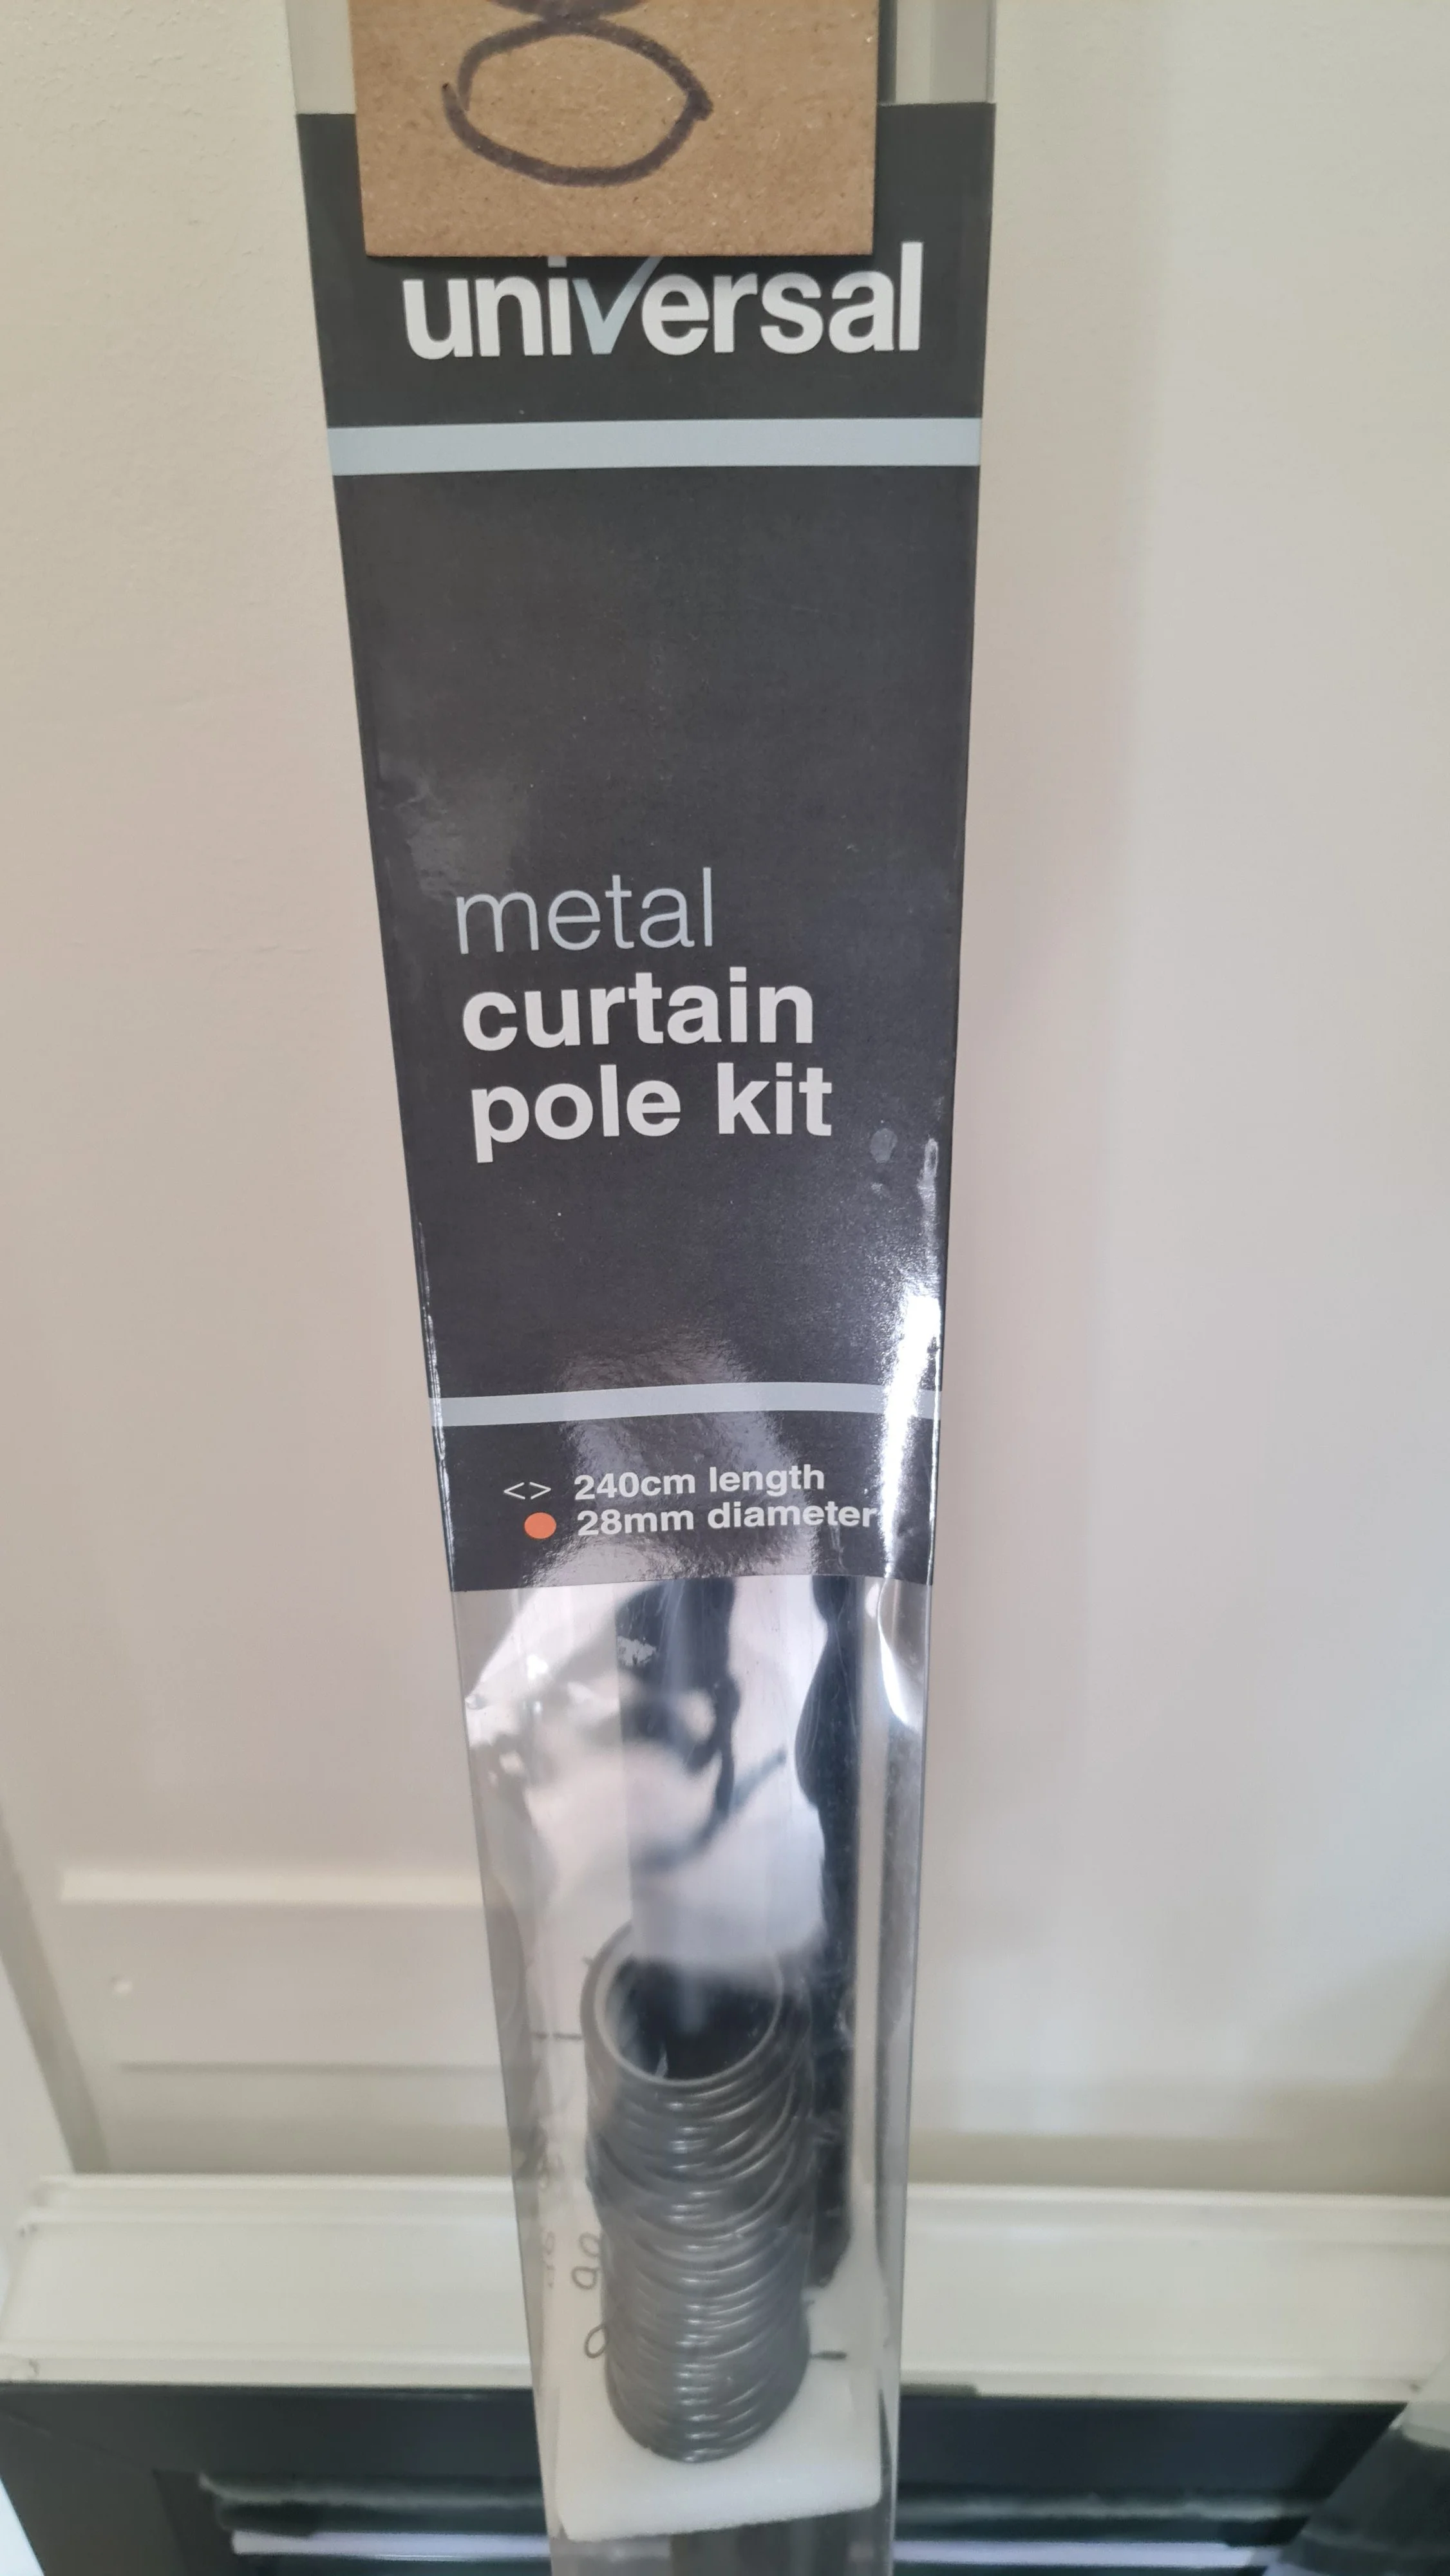 universal
metal
curtain
pole kit
<> 240cm length
28mm diameter